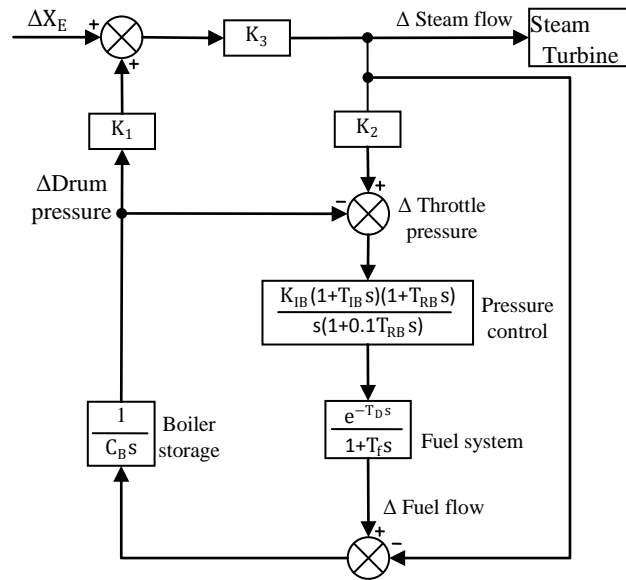 ΔX_E
+
+
K_3
Δ Steam flow
Steam
Turbine
K_1
K_2
ΔDrum
pressure
−
+
Δ Throttle
pressure
K_IB(1+T_IB s)(1+T_RB s)
s(1+0.1T_RB s)
Pressure
control
1
C_B s
Boiler
storage
e^−T_D s
1+T_f s
Fuel system
Δ Fuel flow
+
−